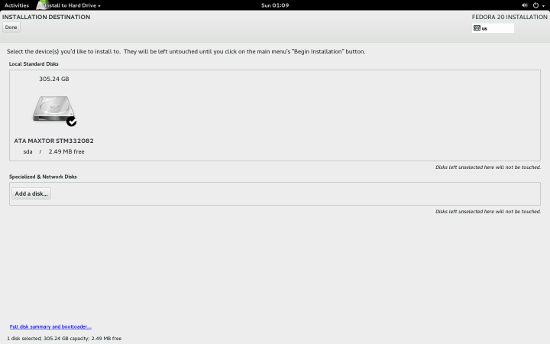 Activities Install to Hard Drive Sun 01:09
INSTALLATION DESTINATION FEDORA 20 INSTALLATION
Done us
Select the device(s) you'd like to install to. They will be left untouched until you click on the main menu's "Begin Installation" button.
Local Standard Disks
305.24 GB
ATA MAXTOR STM332082
sda / 2.49 MB free
Disks left unselected here will not be touched.
Specialized & Network Disks
Add a disk...
Disks left unselected here will not be touched.
Full disk summary and bootloader...
1 disk selected; 305.24 GB capacity; 2.49 MB free